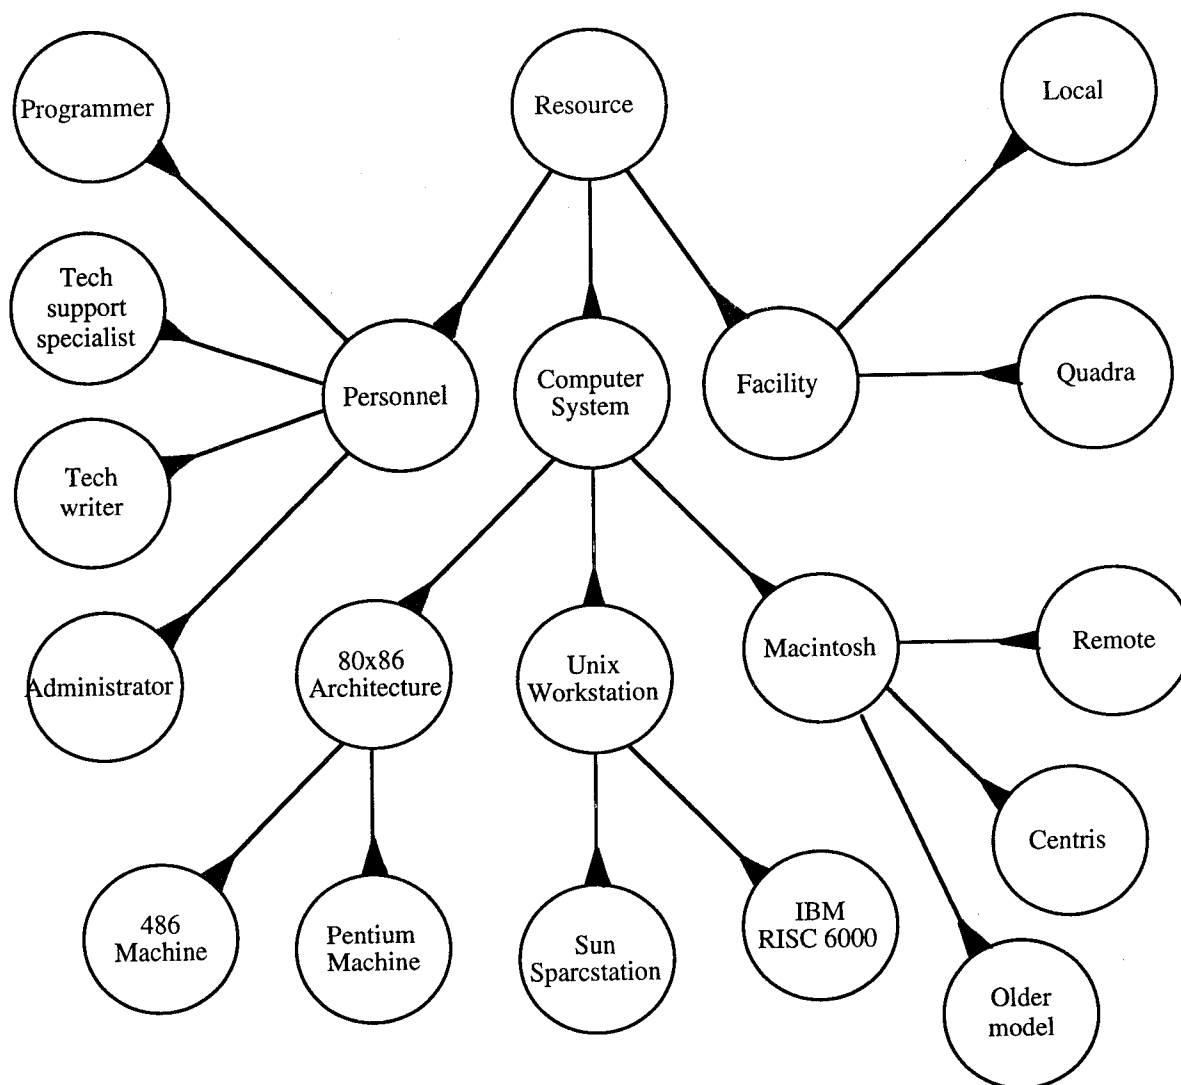 Programmer
Resource
Local
Tech
support
specialist
Personnel
Computer
System
Facility
Quadra
Tech
writer
Administrator
80x86
Architecture
Unix
Workstation
Macintosh
Remote
486
Machine
Pentium
Machine
Sun
Sparcstation
IBM
RISC 6000
Centris
Older
model